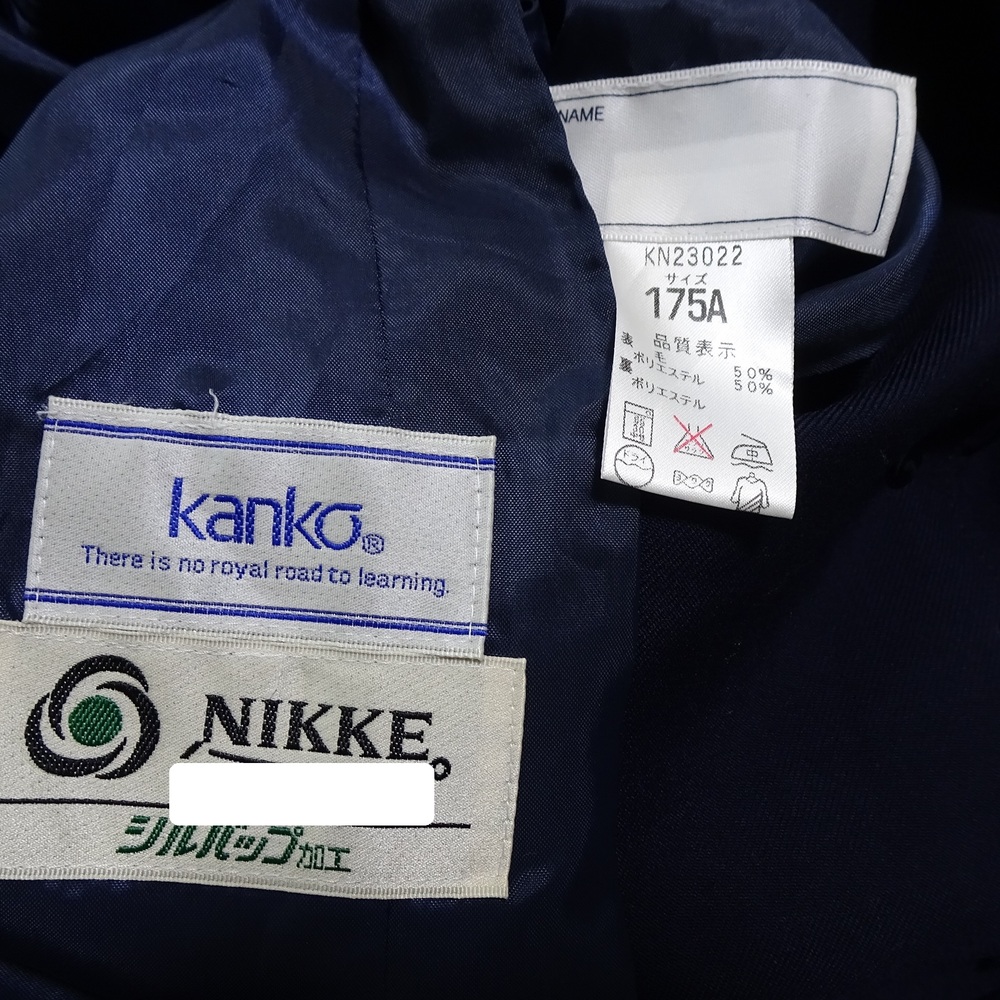 NAME
KN23022
サイズ
175A
品質表示
表 毛 50%
ポリエステル 50%
裏 ポリエステル
ドライ
中
kanko®
There is no royal road to learning.
NIKKE
シルバップ加工